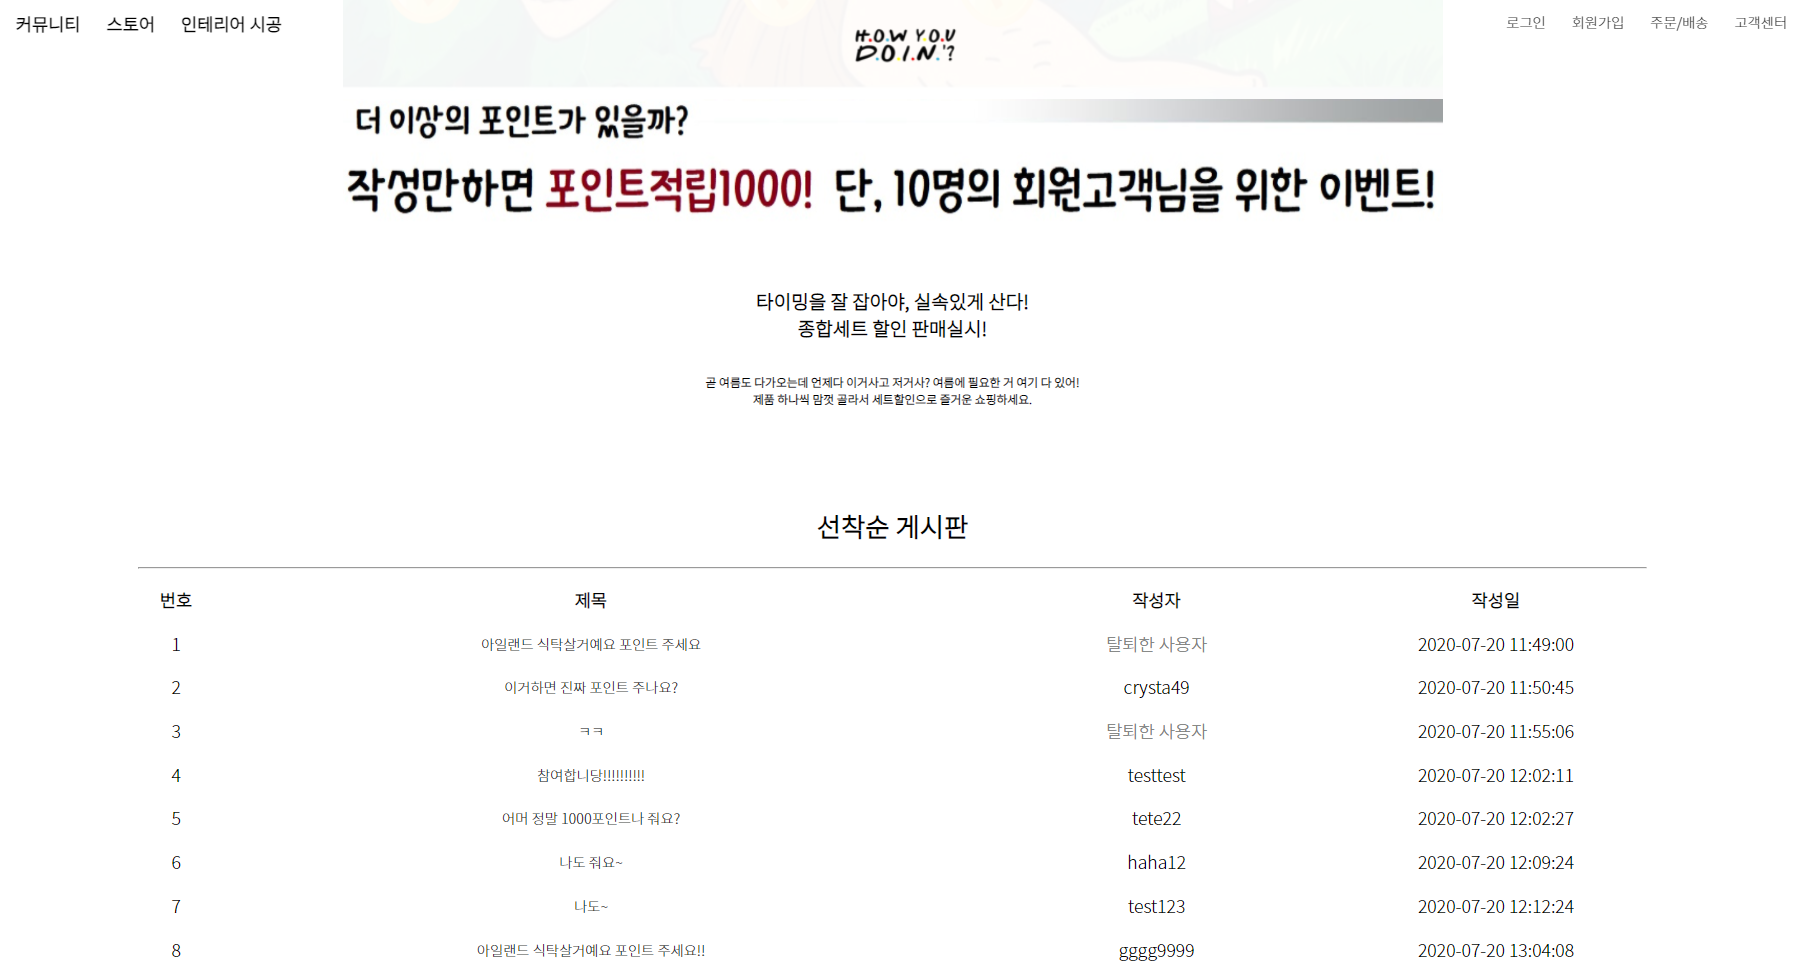 커뮤니티 스토어 인테리어 시공 로그인 회원가입 주문/배송 고객센터
H.O.W Y.O.U
D.O.I.N.'?
더 이상의 포인트가 있을까?
작성만하면 포인트적립1000! 단, 10명의 회원고객님을 위한 이벤트!
타이밍을 잘 잡아야, 실속있게 산다!
종합세트 할인 판매실시!
곧 여름도 다가오는데 언제다 이거사고 저거사? 여름에 필요한 거 여기 다 있어!
제품 하나씩 맘껏 골라서 세트할인으로 즐거운 쇼핑하세요.
선착순 게시판
번호 제목 작성자 작성일
1 아일랜드 식탁살거예요 포인트 주세요 탈퇴한 사용자 2020-07-20 11:49:00
2 이거하면 진짜 포인트 주나요? crysta49 2020-07-20 11:50:45
3 ㅋㅋ 탈퇴한 사용자 2020-07-20 11:55:06
4 참여합니당!!!!!!!!!! testtest 2020-07-20 12:02:11
5 어머 정말 1000포인트나 줘요? tete22 2020-07-20 12:02:27
6 나도 줘요~ haha12 2020-07-20 12:09:24
7 나도~ test123 2020-07-20 12:12:24
8 아일랜드 식탁살거예요 포인트 주세요!! gggg9999 2020-07-20 13:04:08